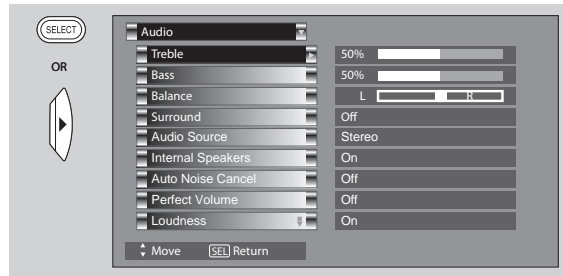 SELECT
OR
Audio
Treble 50%
Bass 50%
Balance L R
Surround Off
Audio Source Stereo
Internal Speakers On
Auto Noise Cancel Off
Perfect Volume Off
Loudness On
Move SEL Return